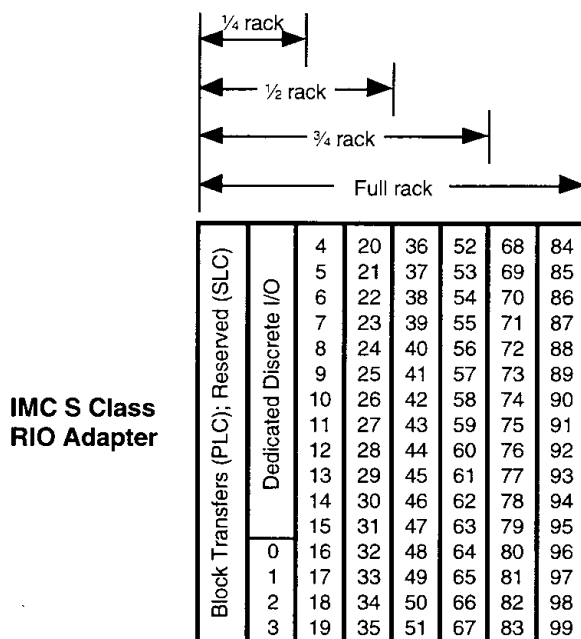 ¼ rack
½ rack
¾ rack
Full rack
IMC S Class
RIO Adapter
Block Transfers (PLC); Reserved (SLC)
Dedicated Discrete I/O
4 20 36 52 68 84
5 21 37 53 69 85
6 22 38 54 70 86
7 23 39 55 71 87
8 24 40 56 72 88
9 25 41 57 73 89
10 26 42 58 74 90
11 27 43 59 75 91
12 28 44 60 76 92
13 29 45 61 77 93
14 30 46 62 78 94
15 31 47 63 79 95
0 16 32 48 64 80 96
1 17 33 49 65 81 97
2 18 34 50 66 82 98
3 19 35 51 67 83 99